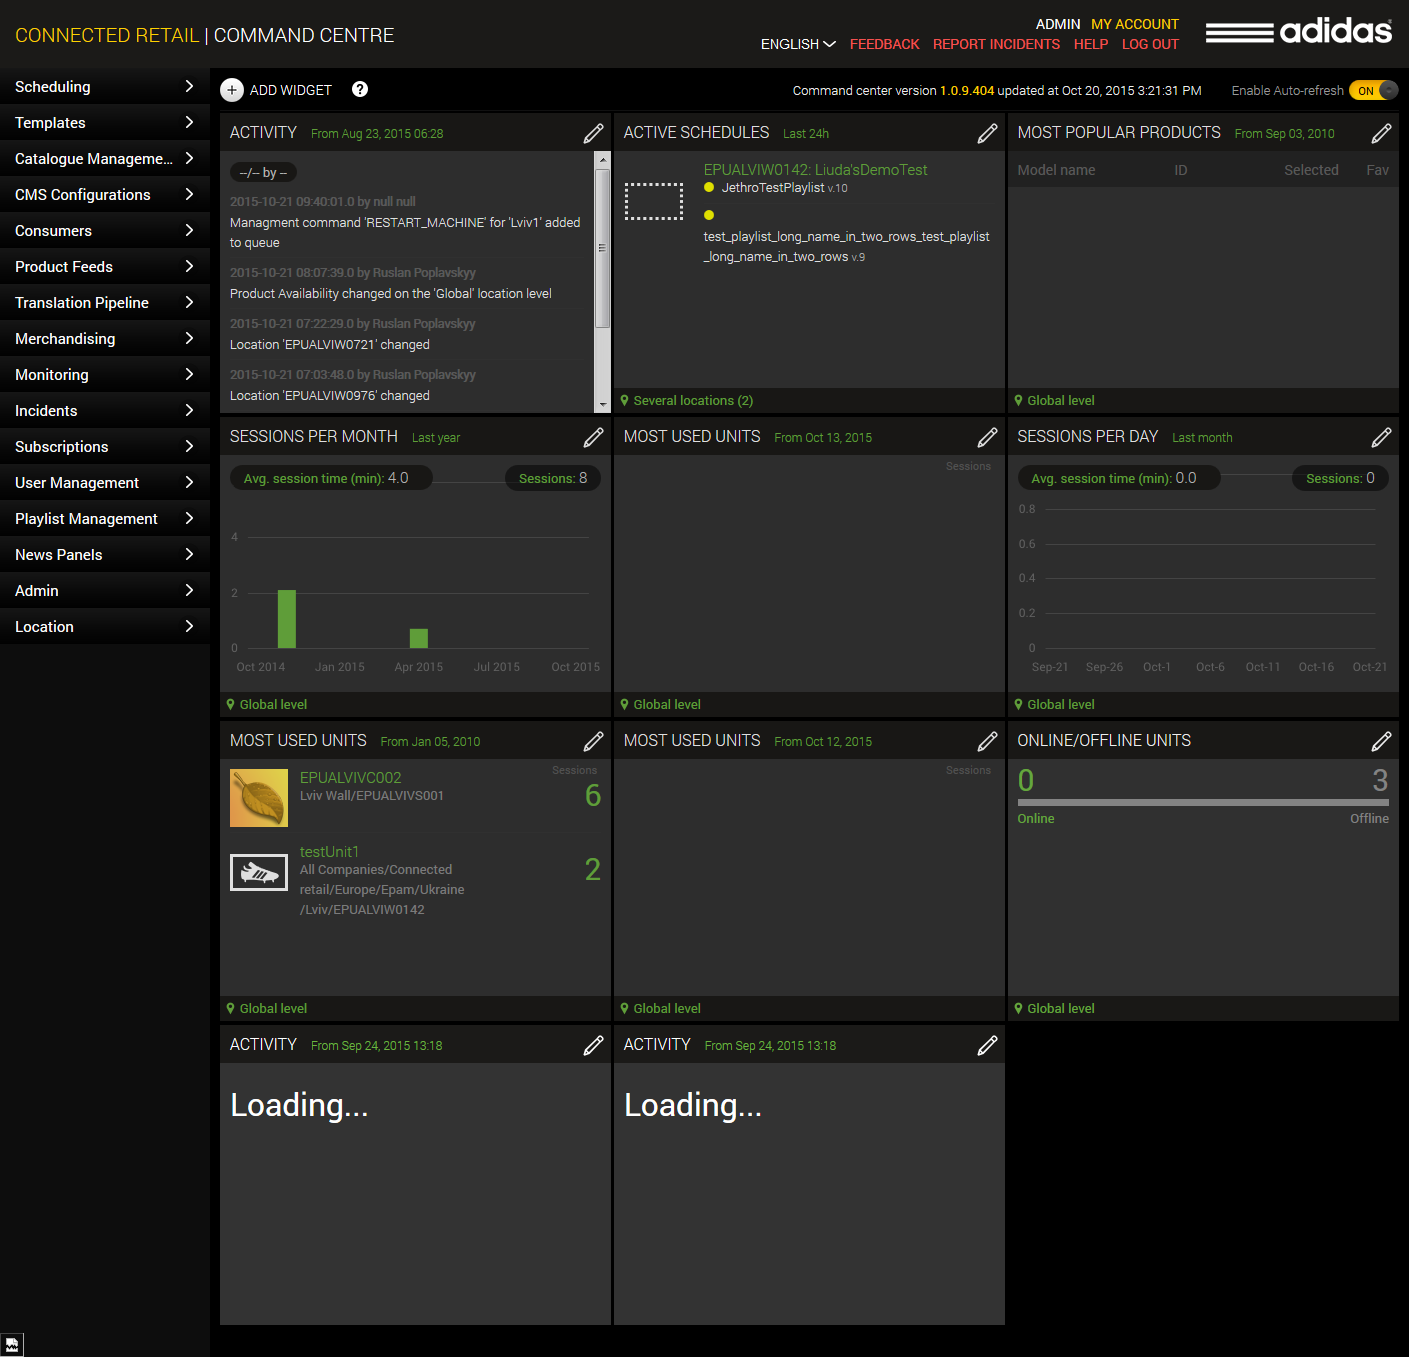 CONNECTED RETAIL | COMMAND CENTRE
ADMIN MY ACCOUNT
ENGLISH FEEDBACK REPORT INCIDENTS HELP LOG OUT
adidas
Scheduling
Templates
Catalogue Manageme...
CMS Configurations
Consumers
Product Feeds
Translation Pipeline
Merchandising
Monitoring
Incidents
Subscriptions
User Management
Playlist Management
News Panels
Admin
Location
+ ADD WIDGET ?
Command center version 1.0.9.404 updated at Oct 20, 2015 3:21:31 PM
Enable Auto-refresh ON
ACTIVITY From Aug 23, 2015 06:28
--/-- by --
2015-10-21 09:40:01.0 by null null
Managment command 'RESTART_MACHINE' for 'Lviv1' added
to queue
2015-10-21 08:07:39.0 by Ruslan Poplavskyy
Product Availability changed on the 'Global' location level
2015-10-21 07:22:29.0 by Ruslan Poplavskyy
Location 'EPUALVIW0721' changed
2015-10-21 07:03:48.0 by Ruslan Poplavskyy
Location 'EPUALVIW0976' changed
ACTIVE SCHEDULES Last 24h
EPUALVIW0142: Liuda'sDemoTest
JethroTestPlaylist v.10
test_playlist_long_name_in_two_rows_test_playlist
_long_name_in_two_rows v.9
Several locations (2)
MOST POPULAR PRODUCTS From Sep 03, 2010
Model name ID Selected Fav
Global level
SESSIONS PER MONTH Last year
Avg. session time (min): 4.0 Sessions: 8
4
2
0
Oct 2014 Jan 2015 Apr 2015 Jul 2015 Oct 2015
Global level
MOST USED UNITS From Oct 13, 2015
Sessions
Global level
SESSIONS PER DAY Last month
Avg. session time (min): 0.0 Sessions: 0
0.8
0.6
0.4
0.2
0
Sep-21 Sep-26 Oct-1 Oct-6 Oct-11 Oct-16 Oct-21
Global level
MOST USED UNITS From Jan 05, 2010
Sessions
EPUALVIVC002
Lviv Wall/EPUALVIVS001
6
testUnit1
All Companies/Connected
retail/Europe/Epam/Ukraine
/Lviv/EPUALVIW0142
2
Global level
MOST USED UNITS From Oct 12, 2015
Sessions
Global level
ONLINE/OFFLINE UNITS
0 3
Online Offline
Global level
ACTIVITY From Sep 24, 2015 13:18
Loading...
ACTIVITY From Sep 24, 2015 13:18
Loading...